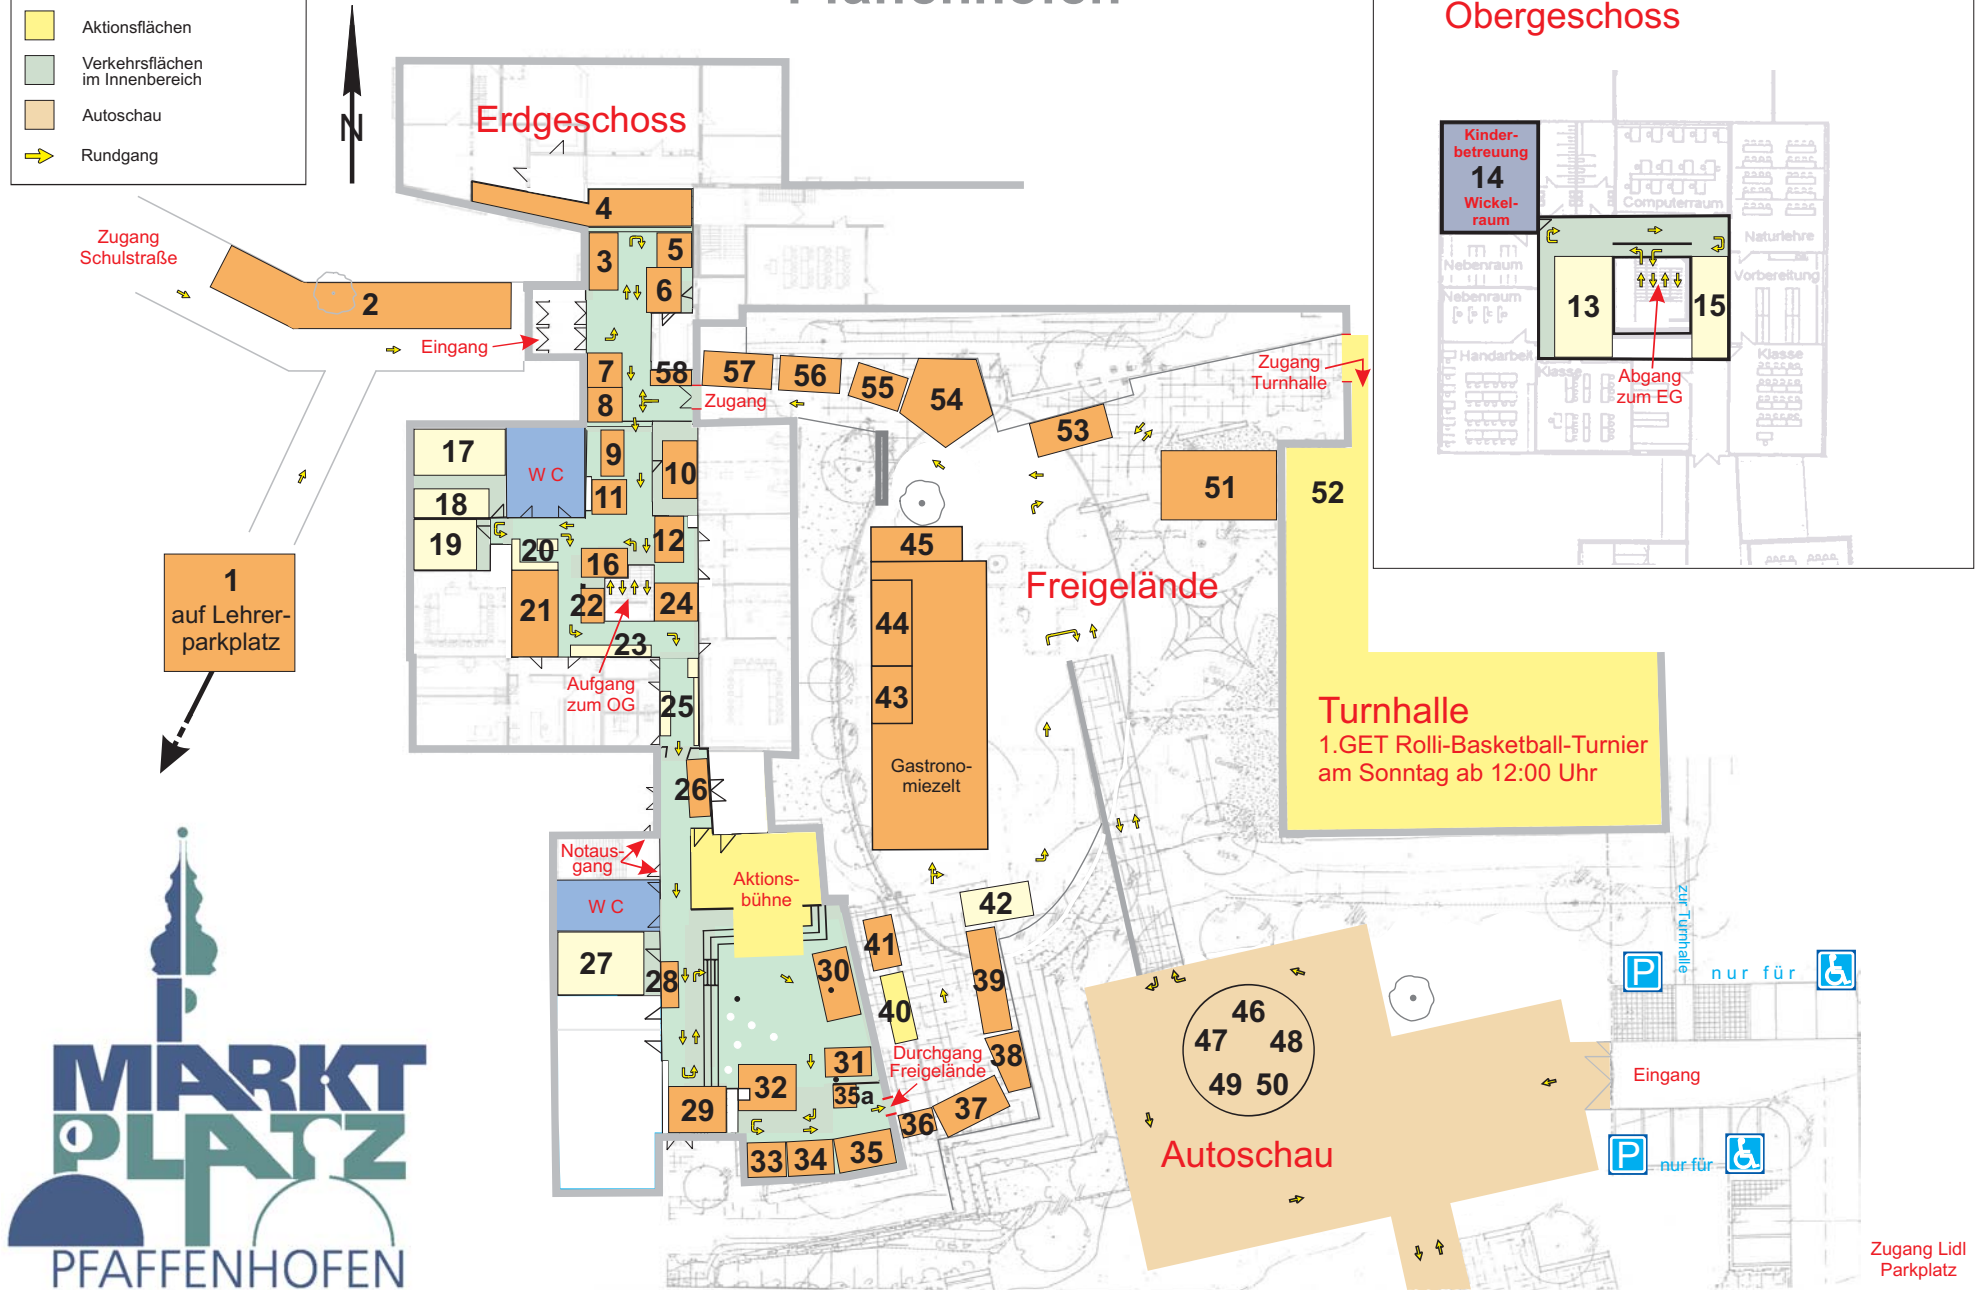 Pfaffenhofen
Aktionsflächen
Verkehrsflächen
im Innenbereich
Autoschau
Rundgang
N
Obergeschoss
Kinder-
betreuung
14
Wickel-
raum
Computerraum
Naturlehre
Nebenraum
Vorbereitung
Nebenraum
13
15
Handarbeit
Klasse
Klasse
Abgang
zum EG
Erdgeschoss
4
Zugang
Schulstraße
3
5
6
2
Eingang
7
58
57
56
55
54
53
8
Zugang
Zugang
Turnhalle
17
W C
9
10
51
52
18
11
19
20
12
45
16
Freigelände
1
auf Lehrer-
parkplatz
21
22
24
44
23
Aufgang
zum OG
43
25
Turnhalle
1.GET Rolli-Basketball-Turnier
am Sonntag ab 12:00 Uhr
Gastrono-
miezelt
26
Notaus-
gang
Aktions-
bühne
W C
42
zur Turnhalle
41
27
28
30
39
P
nur für
40
46
47
48
49
50
31
Durchgang
Freigelände
38
32
35a
29
36
37
Eingang
33
34
35
Autoschau
P
nur für
MARKT
PLATZ
PFAFFENHOFEN
Zugang Lidl
Parkplatz